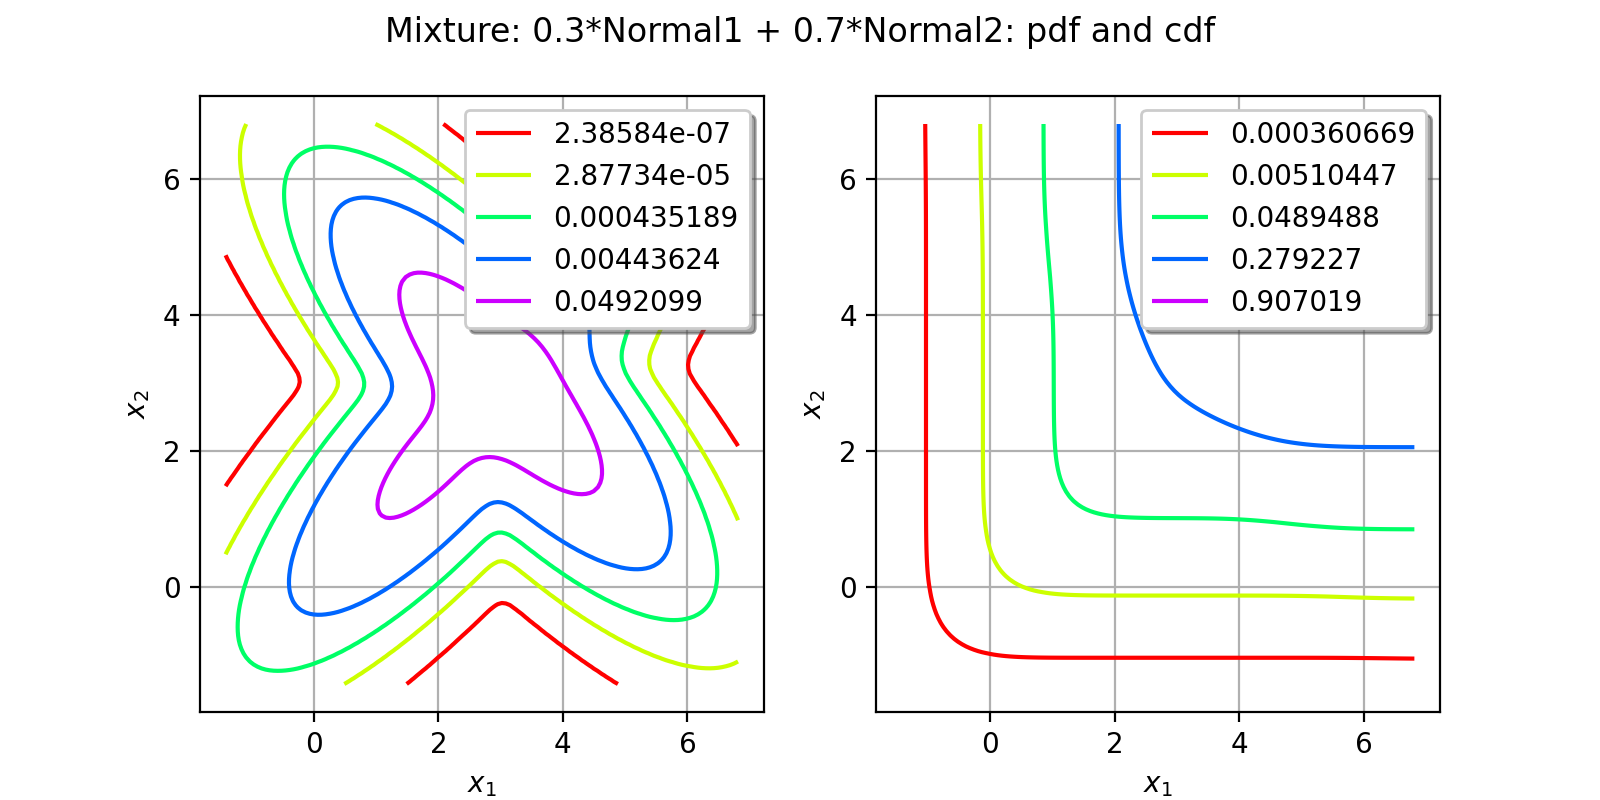 Mixture: 0.3*Normal1 + 0.7*Normal2: pdf and cdf
2.38584e-07
2.87734e-05
0.000435189
0.00443624
0.0492099
6
4
2
0
x₂
0 2 4 6
x₁
0.000360669
0.00510447
0.0489488
0.279227
0.907019
6
4
2
0
x₂
0 2 4 6
x₁